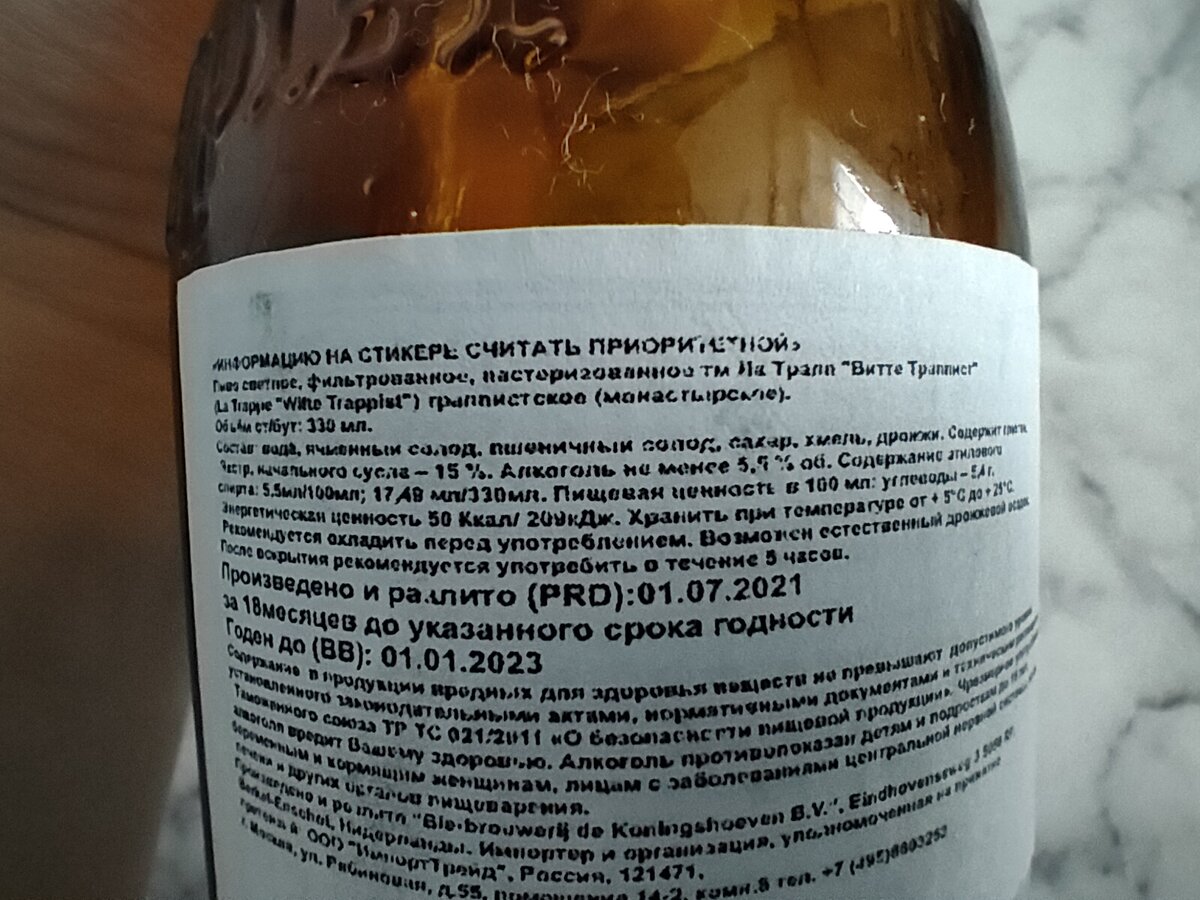 «ИНФОРМАЦИЮ НА СТИКЕРЕ СЧИТАТЬ ПРИОРИТЕТНОЙ»
Пиво светлое, фильтрованное, пастеризованное тм Ла Трапп "Витте Траппист"
(La Trappe "Witte Trappist") траппистское (монастырское).
Объём ст/бут: 330 мл.
Состав: вода, ячменный солод, пшеничный солод, сахар, хмель, дрожжи. Содержит
Экстр. начального сусла – 15 %. Алкоголь не менее 5,5 % об. Содержание этилового
спирта: 5.5мл/100мл; 17,49 мл/330мл. Пищевая ценность в 100 мл: углеводы – 5,4 г.
Энергетическая ценность 50 Ккал/ 209кДж. Хранить при температуре от + 5°С до + 25°С.
Рекомендуется охладить перед употреблением. Возможен естественный дрожжевой осадок.
После вскрытия рекомендуется употребить в течение 5 часов.
Произведено и разлито (PRD):01.07.2021
за 18месяцев до указанного срока годности
Годен до (BB): 01.01.2023
Содержание в продукции вредных для здоровья веществ не превышают допустимого уровня,
установленного законодательными актами, нормативными документами и техническим
Таможенного союза ТР ТС 021/2011 «О безопасности пищевой продукции». Чрезмерное
алкоголя вредит Вашему здоровью. Алкоголь противопоказан детям и подросткам до 18 лет,
беременным и кормящим женщинам, лицам с заболеваниями центральной нервной системы,
печени и других органов пищеварения.
Произведено и розлито "Bierbrouwerij de Koningshoeven B.V.", Eindhovenseweg 3
Berkel-Enschot, Нидерланды. Импортер и организация, уполномоченная на принятие
претензий ООО "ИмпортТрейд", Россия, 121471,
г. Москва, ул. Рябиновая, д.55, помещение 14-2, комн.8 тел. +7 (495)